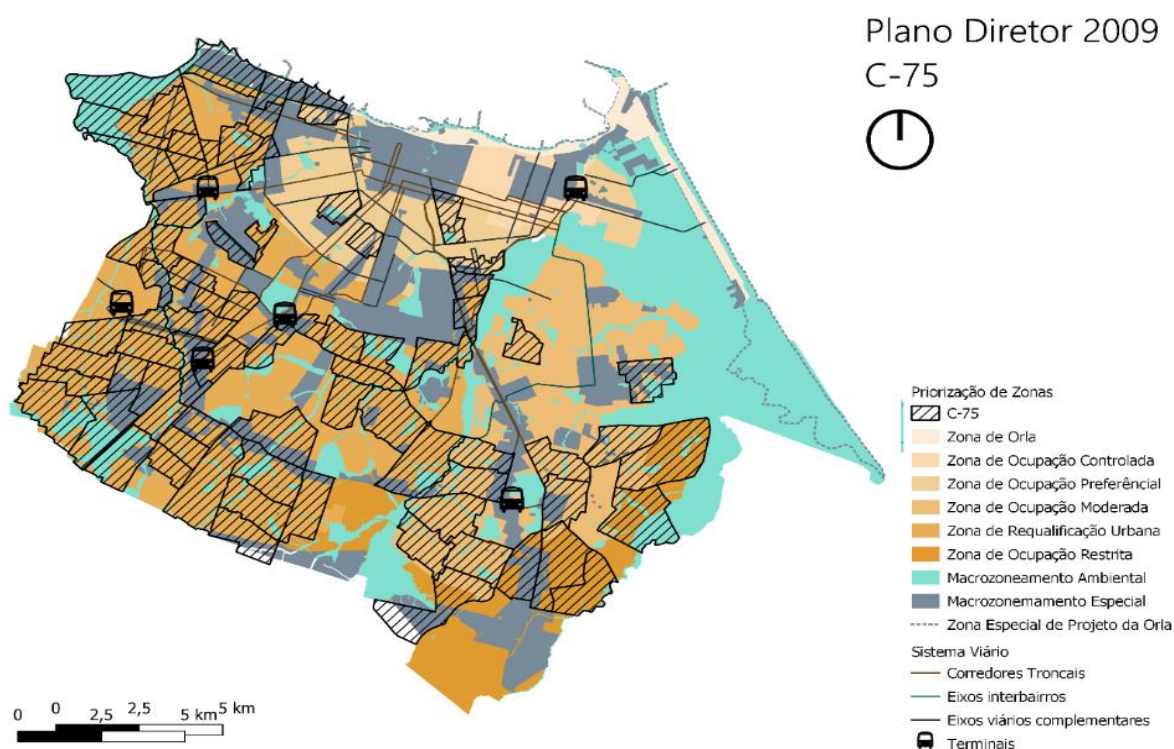 Plano Diretor 2009
C-75
Priorização de Zonas
C-75
Zona de Orla
Zona de Ocupação Controlada
Zona de Ocupação Preferêncial
Zona de Ocupação Moderada
Zona de Requalificação Urbana
Zona de Ocupação Restrita
Macrozoneamento Ambiental
Macrozonemamento Especial
Zona Especial de Projeto da Orla
Sistema Viário
Corredores Troncais
Eixos interbairros
Eixos viários complementares
Terminais
0 2,5 5 km
0 2,5 5 km